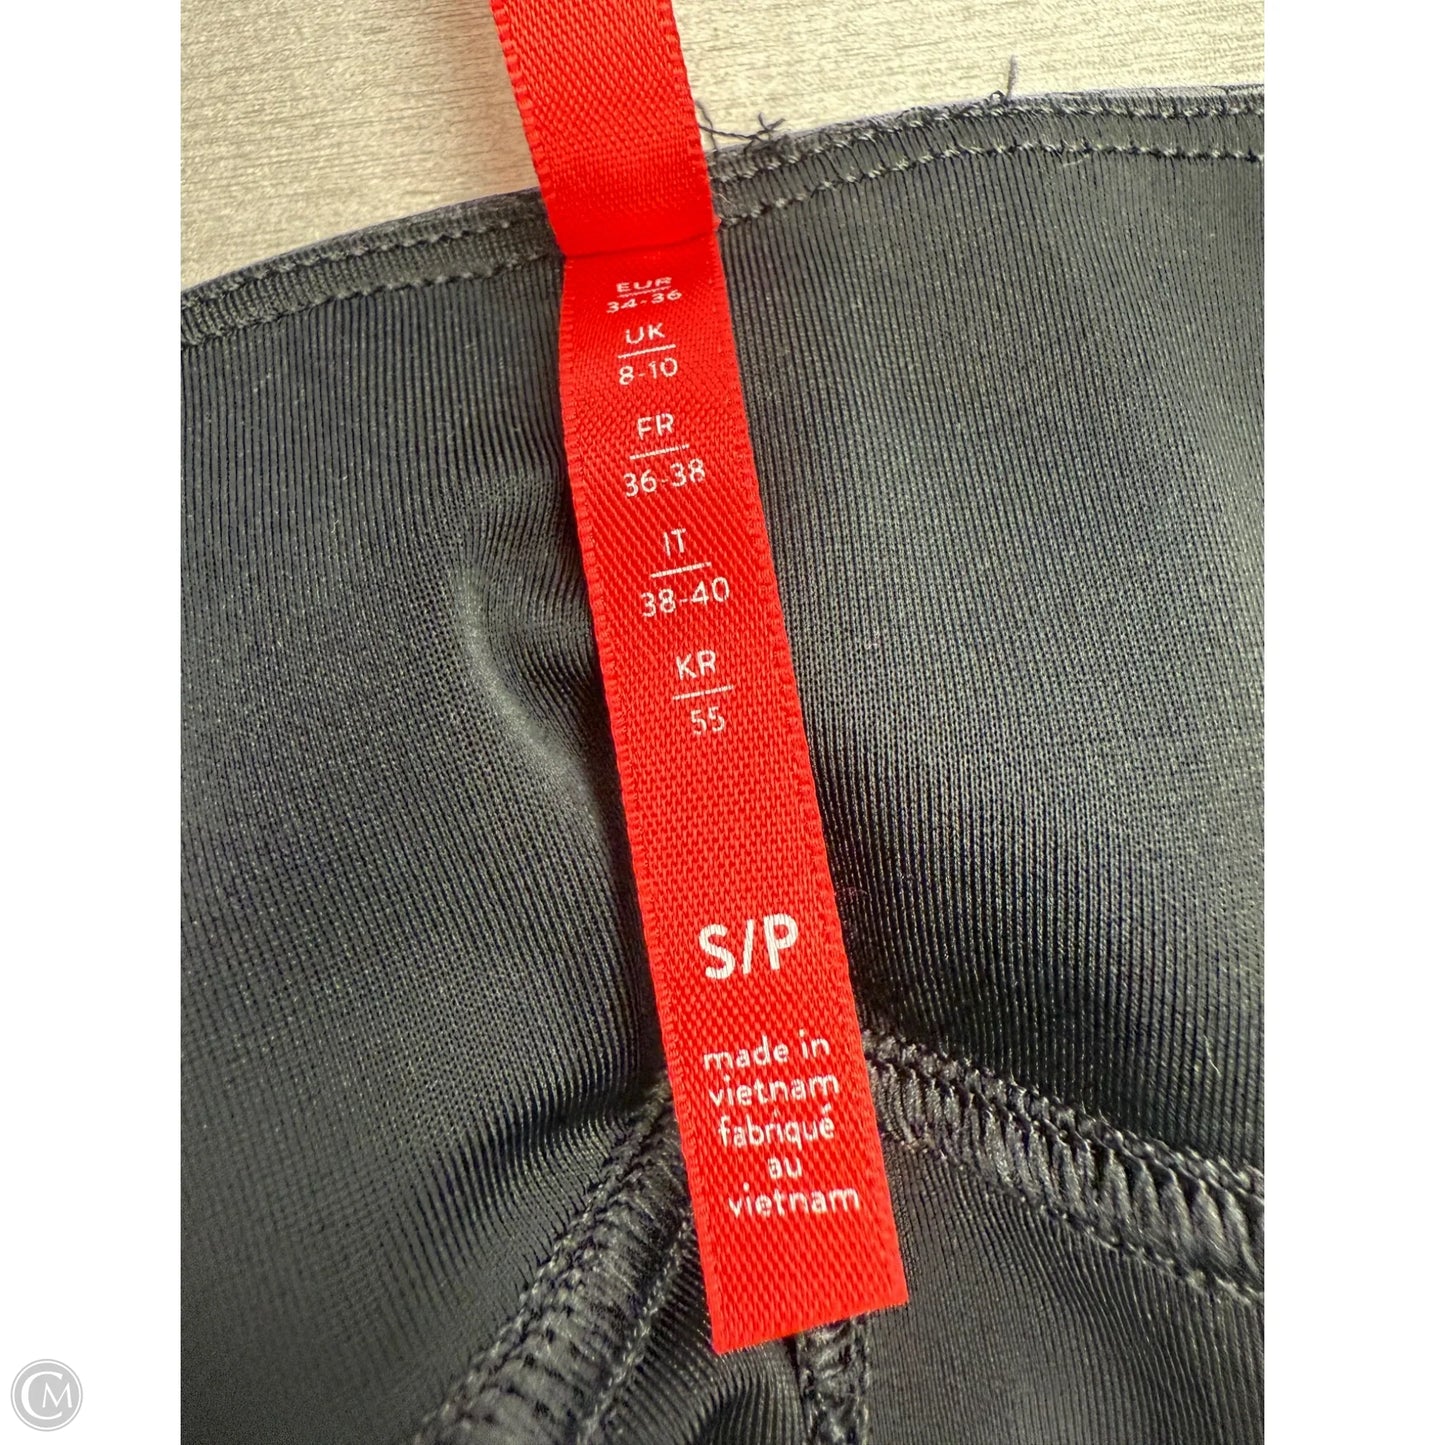 EUR
34-36
UK
8-10
FR
36-38
IT
38-40
KR
55
S/P
made in
vietnam
fabriqué
au
vietnam
CM